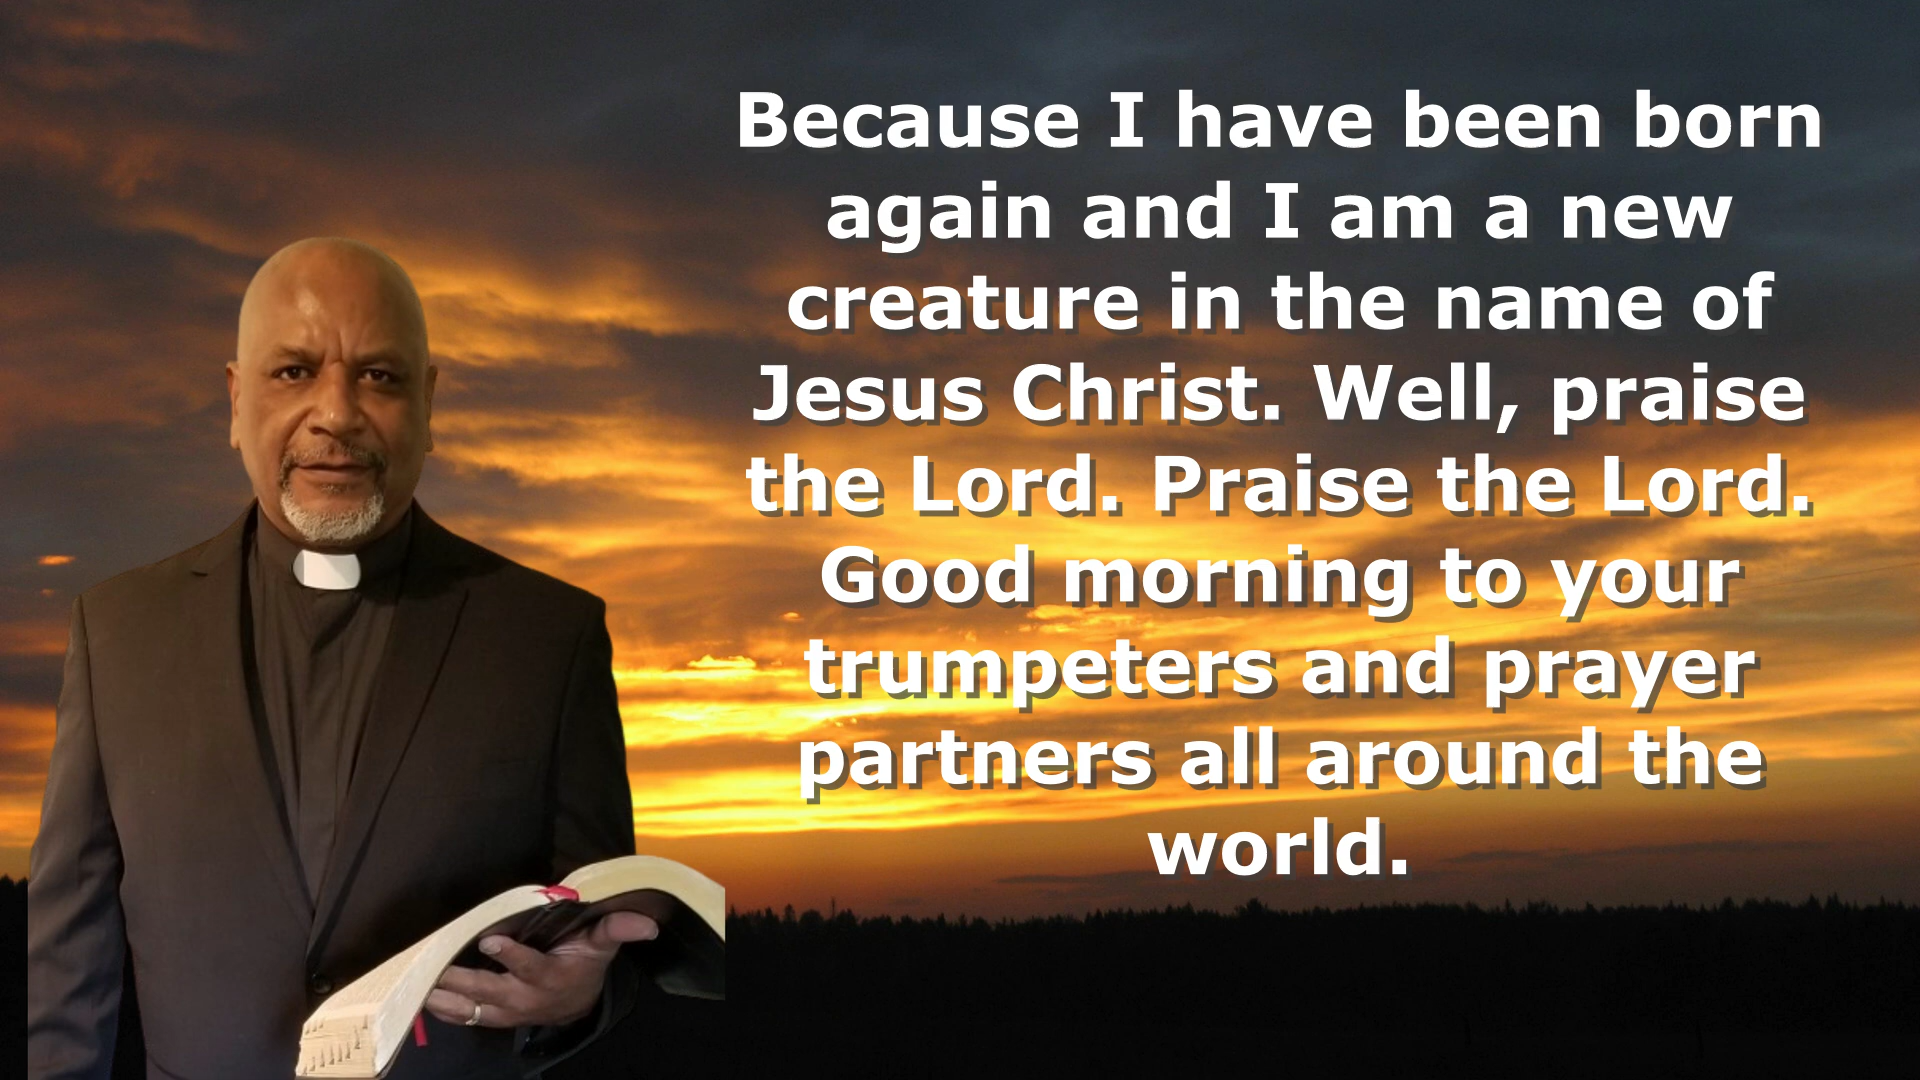 Because I have been born
again and I am a new
creature in the name of
Jesus Christ. Well, praise
the Lord. Praise the Lord.
Good morning to your
trumpeters and prayer
partners all around the
world.